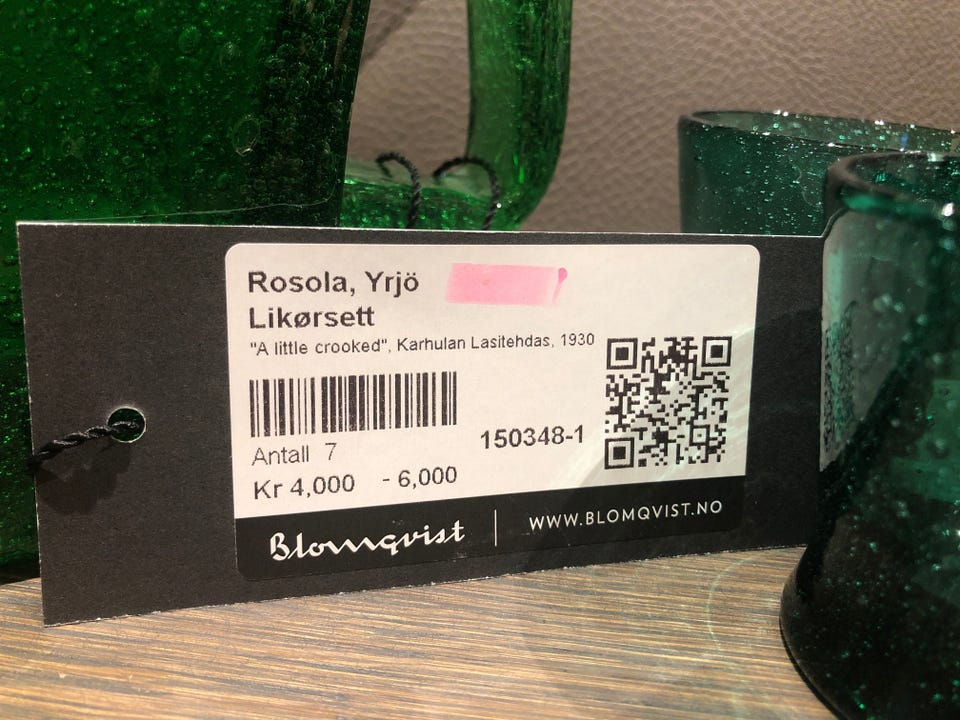 Rosola, Yrjö
Likørsett
"A little crooked", Karhulan Lasitehdas, 1930
Antall 7
150348-1
Kr 4,000 - 6,000
Blomqvist | WWW.BLOMQVIST.NO